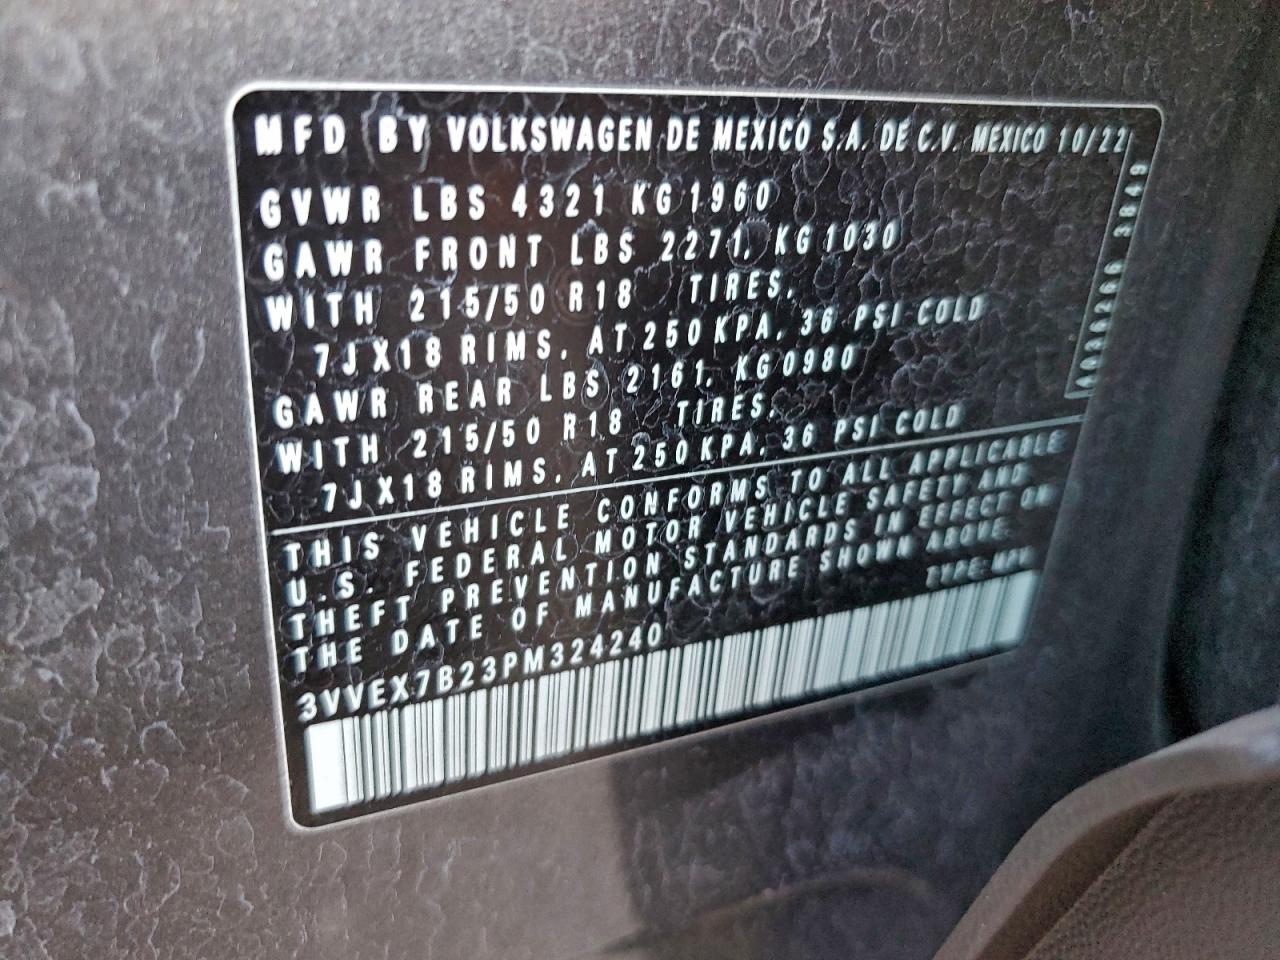 MFD BY VOLKSWAGEN DE MEXICO S.A. DE C.V. MEXICO 10/22
GVWR LBS 4321 KG 1960
GAWR FRONT LBS 2271, KG 1030
WITH 215/50 R18 TIRES,
7JX18 RIMS, AT 250 KPA, 36 PSI COLD
GAWR REAR LBS 2161, KG 0980
WITH 215/50 R18 TIRES,
7JX18 RIMS, AT 250 KPA, 36 PSI COLD
THIS VEHICLE CONFORMS TO ALL APPLICABLE
U.S. FEDERAL MOTOR VEHICLE SAFETY AND
THEFT PREVENTION STANDARDS IN EFFECT ON
THE DATE OF MANUFACTURE SHOWN ABOVE.
TYPE: MPV
3VVEX7B23PM324240